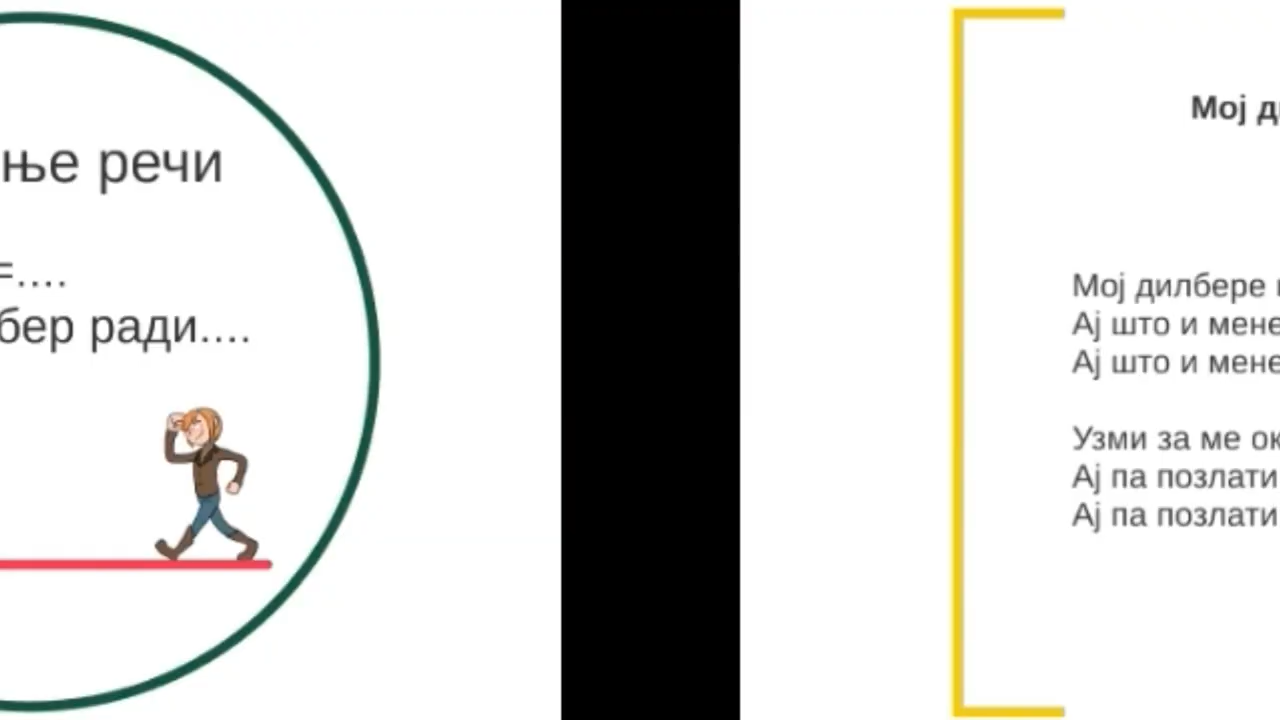 ње речи
=....
бер ради....
Мој д
Мој дилбере
Ај што и мене
Ај што и мене
Узми за ме ок
Ај па позлати
Ај па позлати